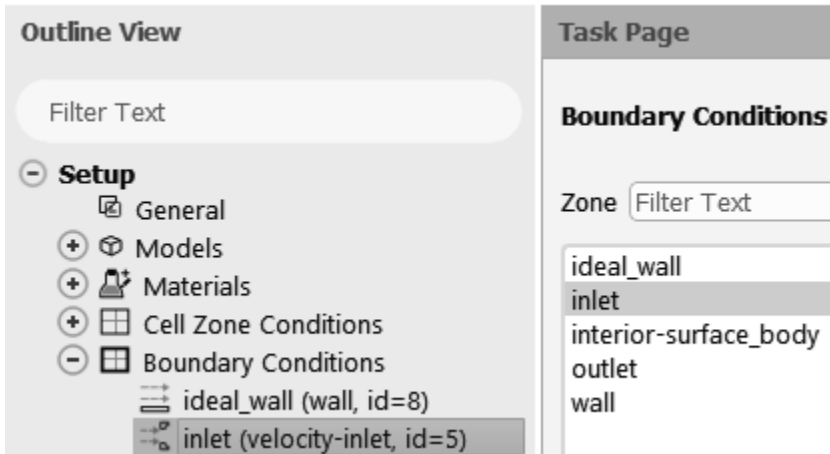 Outline View
Filter Text
Setup
General
Models
Materials
Cell Zone Conditions
Boundary Conditions
ideal_wall (wall, id=8)
inlet (velocity-inlet, id=5)
Task Page
Boundary Conditions
Zone Filter Text
ideal_wall
inlet
interior-surface_body
outlet
wall